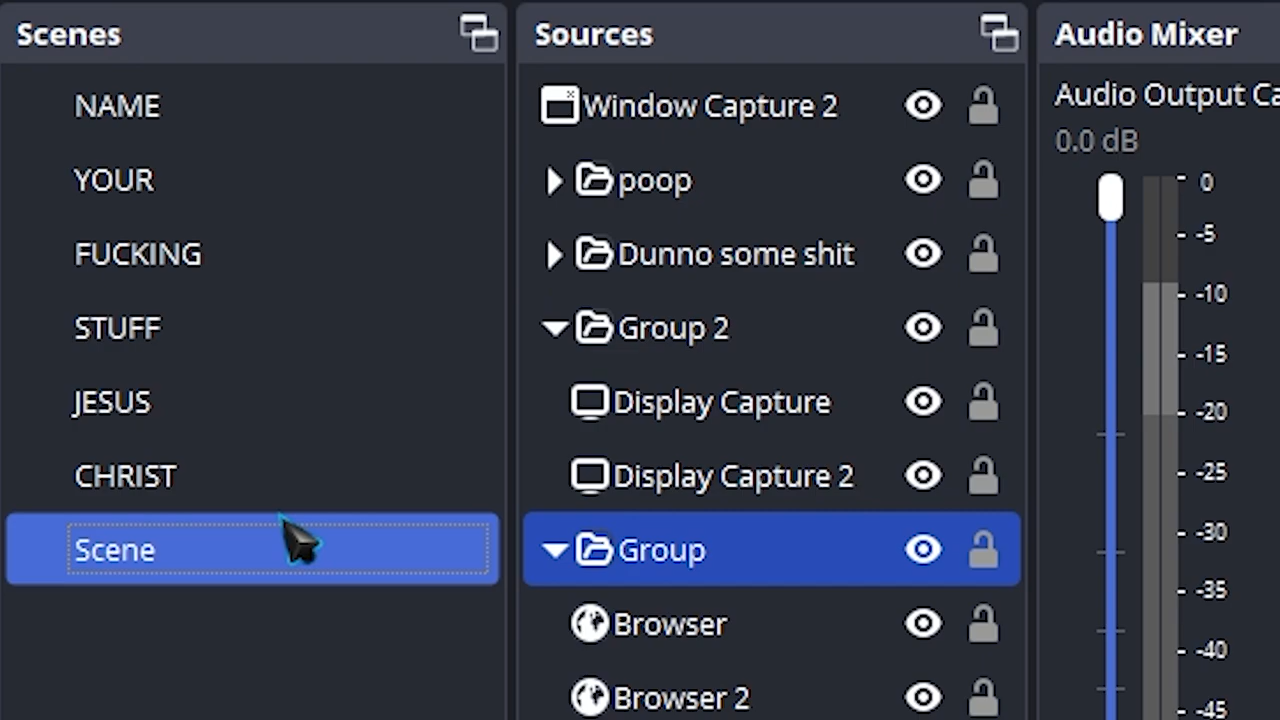 Scenes
NAME
YOUR
FUCKING
STUFF
JESUS
CHRIST
Scene
Sources
Window Capture 2
poop
Dunno some shit
Group 2
Display Capture
Display Capture 2
Group
Browser
Browser 2
Audio Mixer
Audio Output Ca
0.0 dB
0
-5
-10
-15
-20
-25
-30
-35
-40
-45